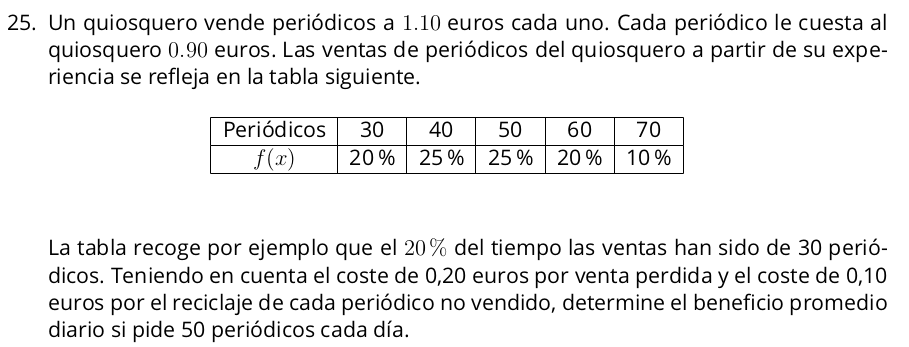 25. Un quiosquero vende periódicos a 1.10 euros cada uno. Cada periódico le cuesta al
quiosquero 0.90 euros. Las ventas de periódicos del quiosquero a partir de su expe-
riencia se refleja en la tabla siguiente.
Periódicos 30 40 50 60 70
f(x) 20 % 25 % 25 % 20 % 10 %
La tabla recoge por ejemplo que el 20 % del tiempo las ventas han sido de 30 perió-
dicos. Teniendo en cuenta el coste de 0,20 euros por venta perdida y el coste de 0,10
euros por el reciclaje de cada periódico no vendido, determine el beneficio promedio
diario si pide 50 periódicos cada día.